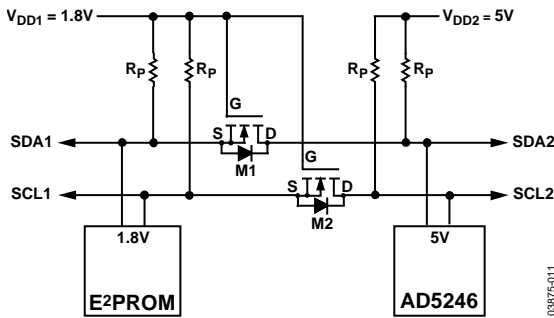 VDD1 = 1.8V
VDD2 = 5V
RP RP RP RP
G
SDA1 S D SDA2
M1 G
SCL1 S D SCL2
M2
1.8V 5V
E2PROM AD5246
03875-011